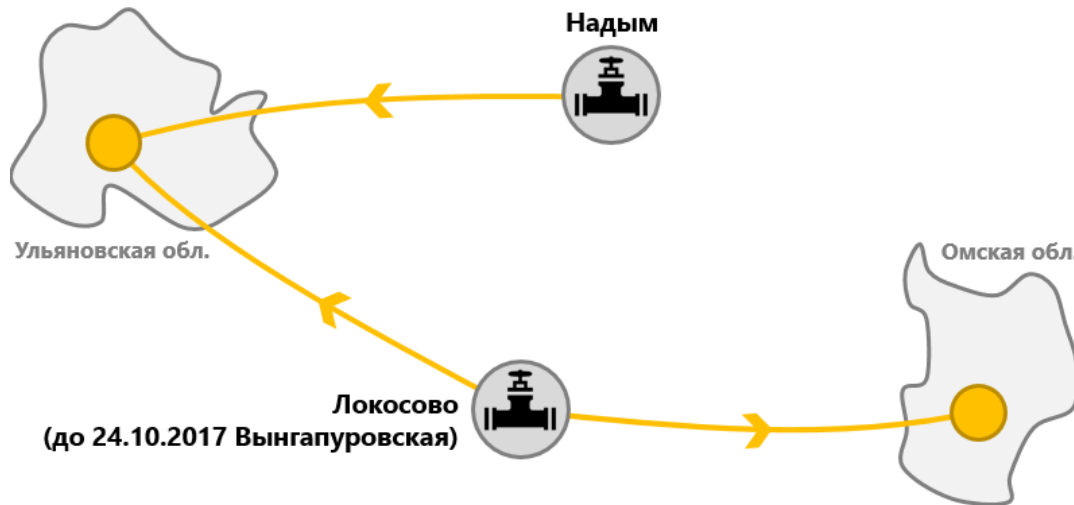 Надым
Ульяновская обл.
Омская обл.
Локосово
(до 24.10.2017 Вынгапуровская)